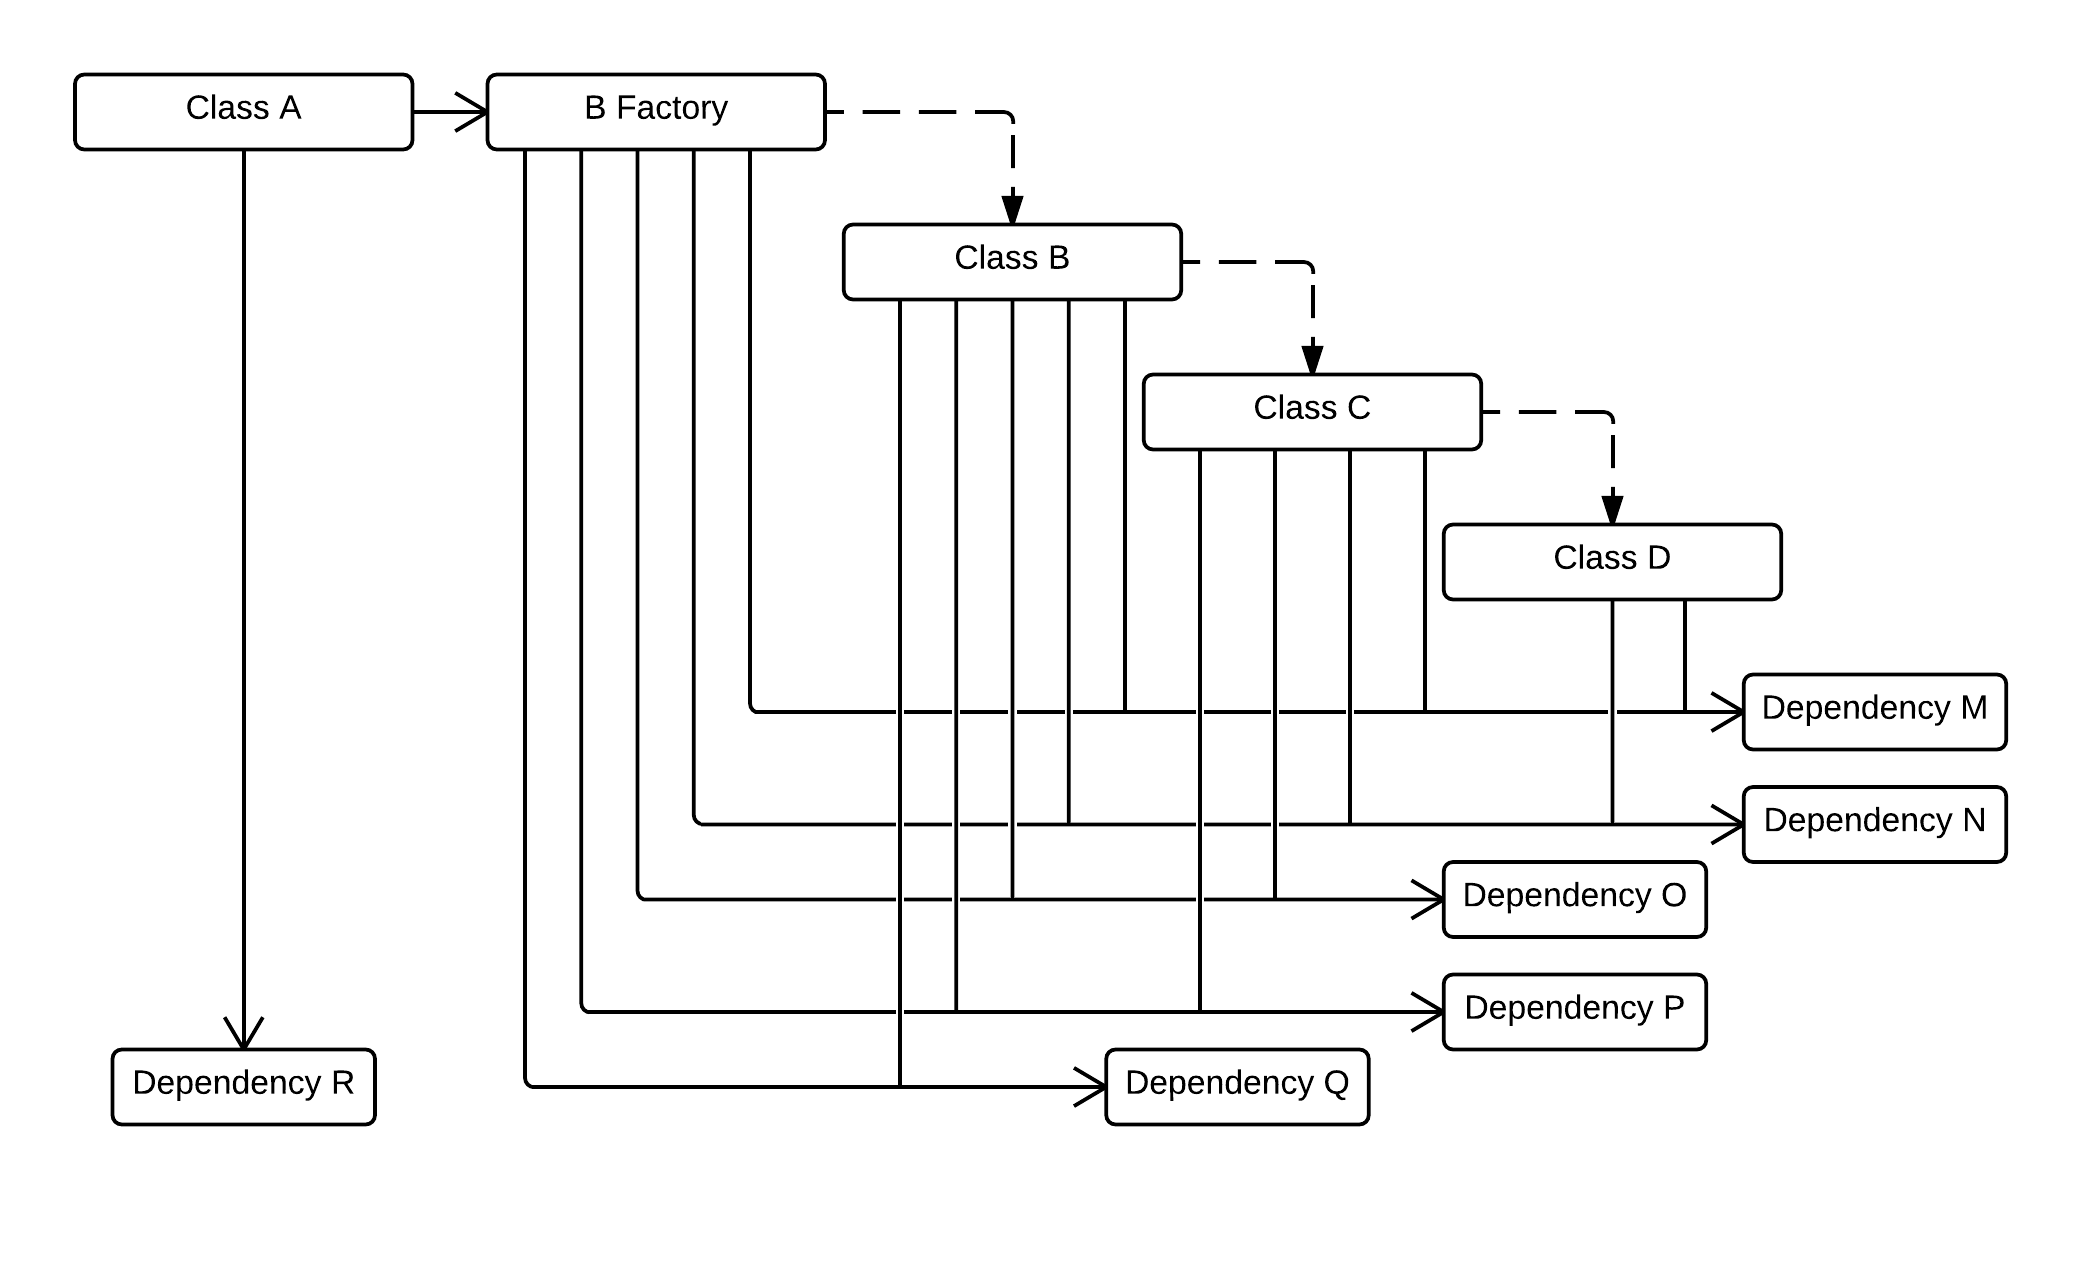 Class A
B Factory
Class B
Class C
Class D
Dependency M
Dependency N
Dependency O
Dependency P
Dependency R
Dependency Q